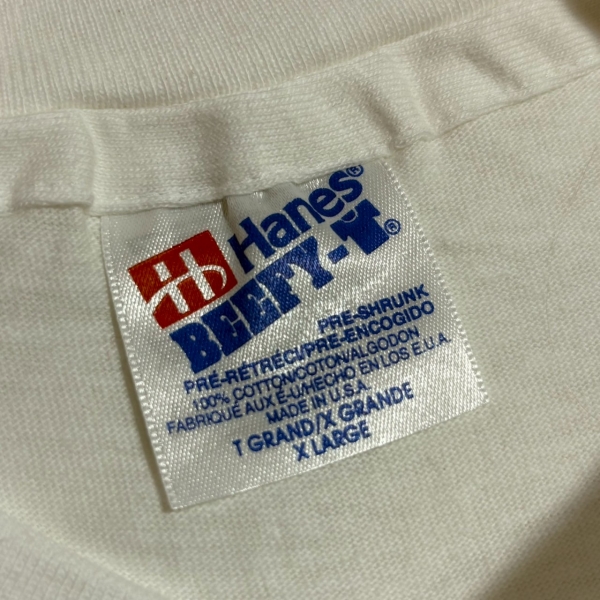 Hanes®
BEEFY-T®
PRE-SHRUNK
PRÉ-RÉTRÉCI/PRE-ENCOGIDO
100% COTTON/COTON/ALGODON
FABRIQUÉ AUX É-U/HECHO EN LOS E.U.A.
MADE IN U.S.A.
T GRAND/X GRANDE
X LARGE